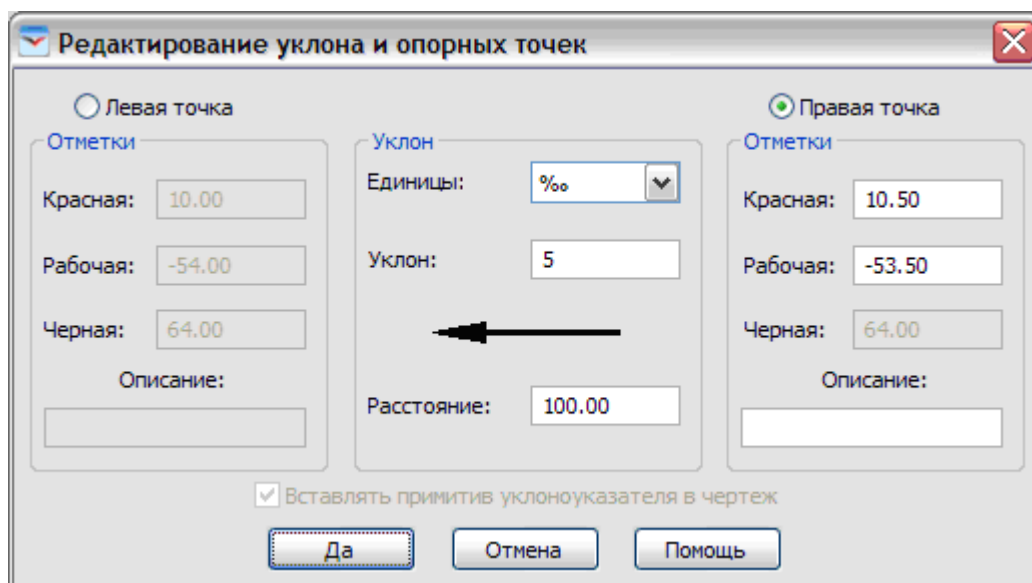 Редактирование уклона и опорных точек
Левая точка
Правая точка
Отметки
Красная: 10.00
Рабочая: -54.00
Черная: 64.00
Описание:
Уклон
Единицы: ‰
Уклон: 5
Расстояние: 100.00
Отметки
Красная: 10.50
Рабочая: -53.50
Черная: 64.00
Описание:
Вставлять примитив уклоноуказателя в чертеж
Да
Отмена
Помощь